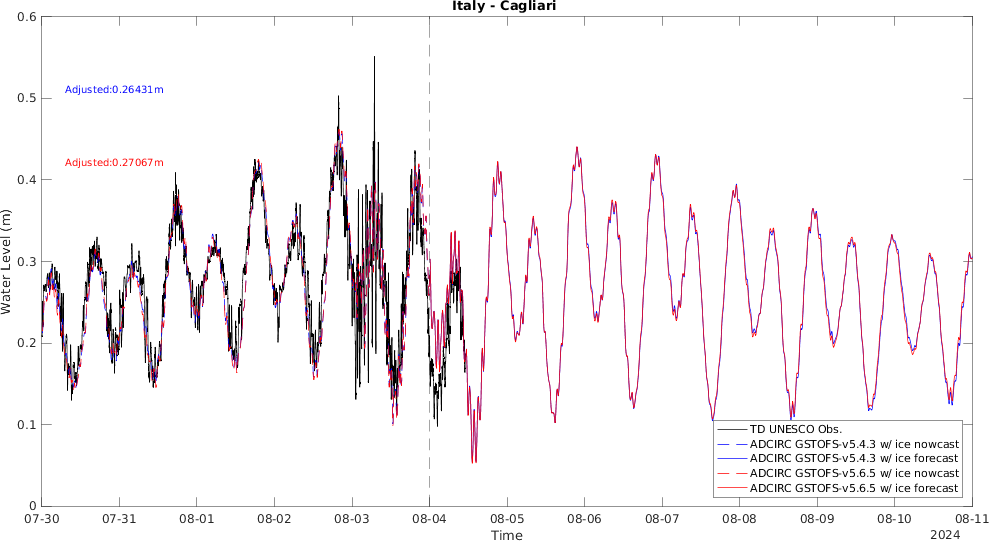 Italy - Cagliari
0.6
0.5
0.4
0.3
0.2
0.1
0
Water Level (m)
Adjusted:0.26431m
Adjusted:0.27067m
TD UNESCO Obs.
ADCIRC GSTOFS-v5.4.3 w/ ice nowcast
ADCIRC GSTOFS-v5.4.3 w/ ice forecast
ADCIRC GSTOFS-v5.6.5 w/ ice nowcast
ADCIRC GSTOFS-v5.6.5 w/ ice forecast
07-30 07-31 08-01 08-02 08-03 08-04 08-05 08-06 08-07 08-08 08-09 08-10 08-11
Time
2024